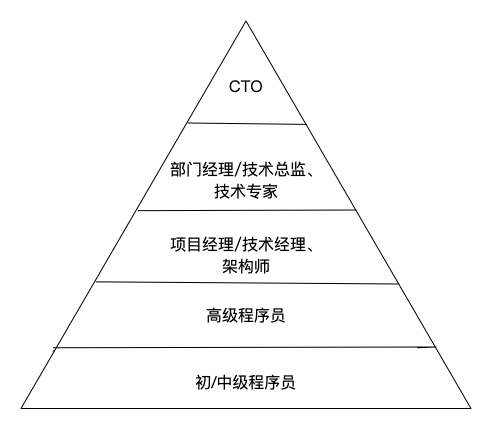 CTO
部门经理/技术总监、
技术专家
项目经理/技术经理、
架构师
高级程序员
初/中级程序员